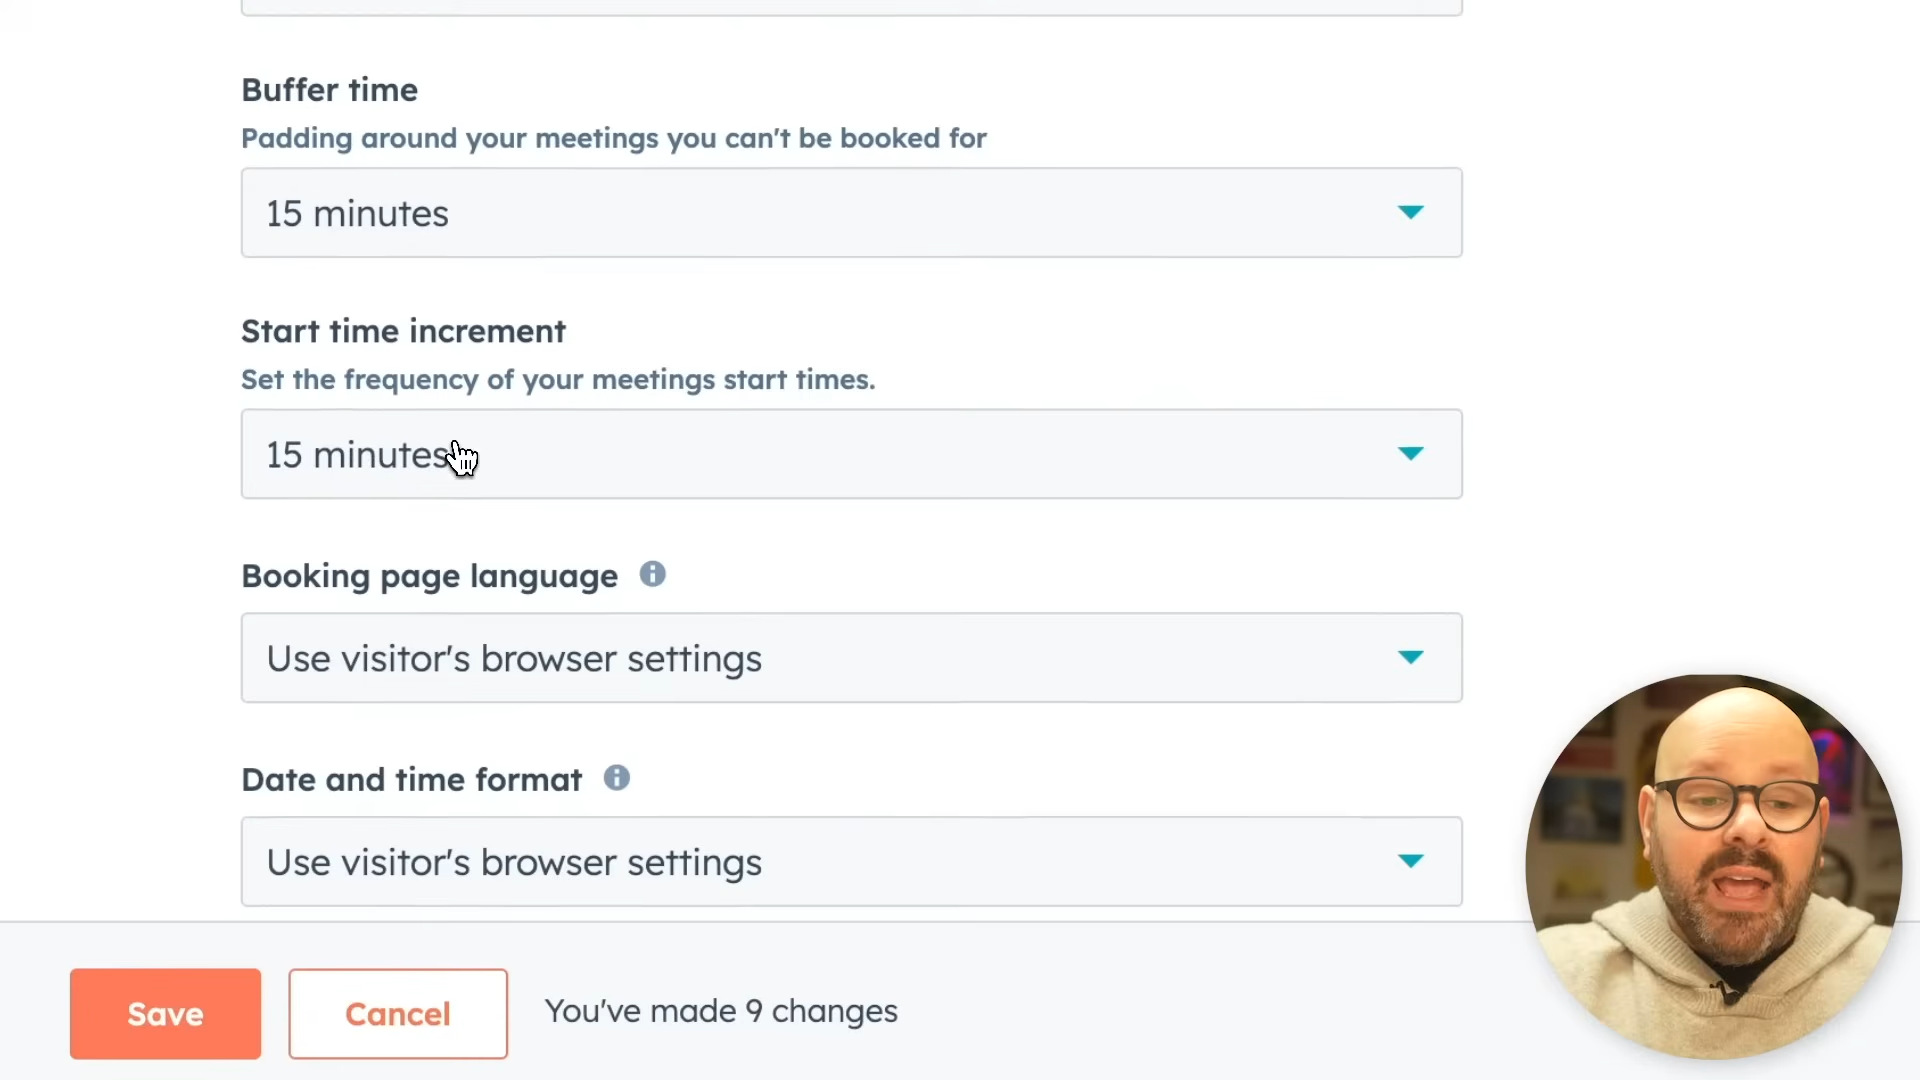 Buffer time
Padding around your meetings you can't be booked for
15 minutes
Start time increment
Set the frequency of your meetings start times.
15 minutes
Booking page language
Use visitor's browser settings
Date and time format
Use visitor's browser settings
Save
Cancel
You've made 9 changes